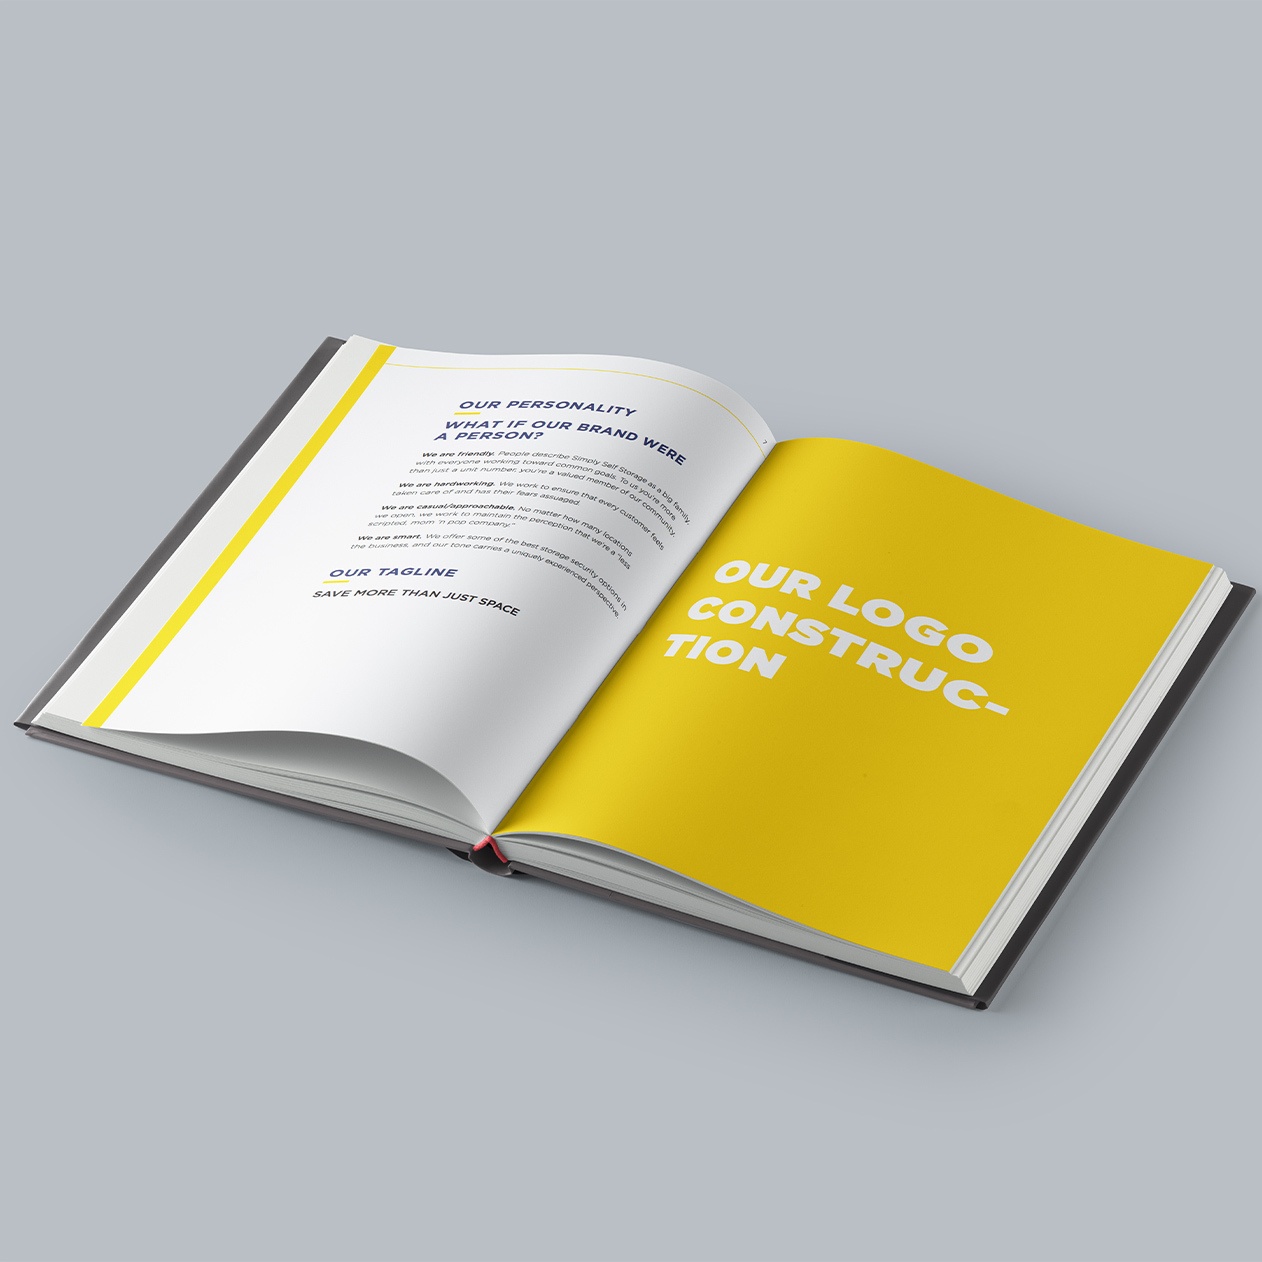 7
OUR PERSONALITY
WHAT IF OUR BRAND WERE
A PERSON?
We are friendly. People describe Simply Self Storage as a big family,
with everyone working toward common goals. To us you're more
than just a unit number, you're a valued member of our community.
We are hardworking. We work to ensure that every customer feels
taken care of and has their fears assuaged.
We are casual/approachable. No matter how many locations
we open, we work to maintain the perception that we're a "less
scripted, mom 'n pop company."
We are smart. We offer some of the best storage security options in
the business, and our tone carries a uniquely experienced perspective.
OUR TAGLINE
SAVE MORE THAN JUST SPACE
OUR LOGO
CONSTRUC-
TION